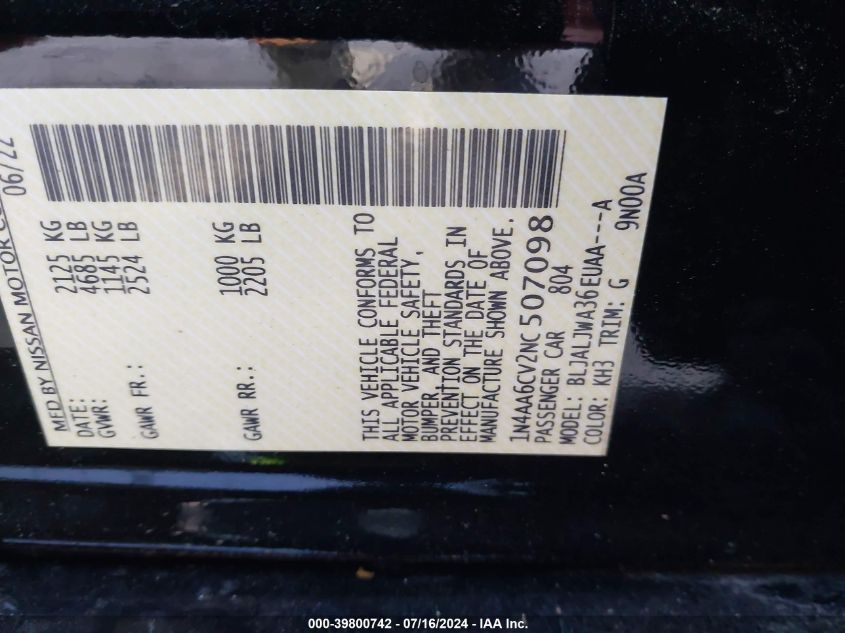 MFD BY NISSAN MOTOR CO
DATE: 06/22
GVWR: 2125 KG
4685 LB
GAWR FR.: 1145 KG
2524 LB
GAWR RR.: 1000 KG
2205 LB
THIS VEHICLE CONFORMS TO
ALL APPLICABLE FEDERAL
MOTOR VEHICLE SAFETY,
BUMPER, AND THEFT
PREVENTION STANDARDS IN
EFFECT ON THE DATE OF
MANUFACTURE SHOWN ABOVE.
1N4AA6CV2NC507098
PASSENGER CAR 804
MODEL: BLJALJWA36EUAA---A
COLOR: KH3 TRIM: G 9N00A
000-39800742 - 07/16/2024 - IAA Inc.